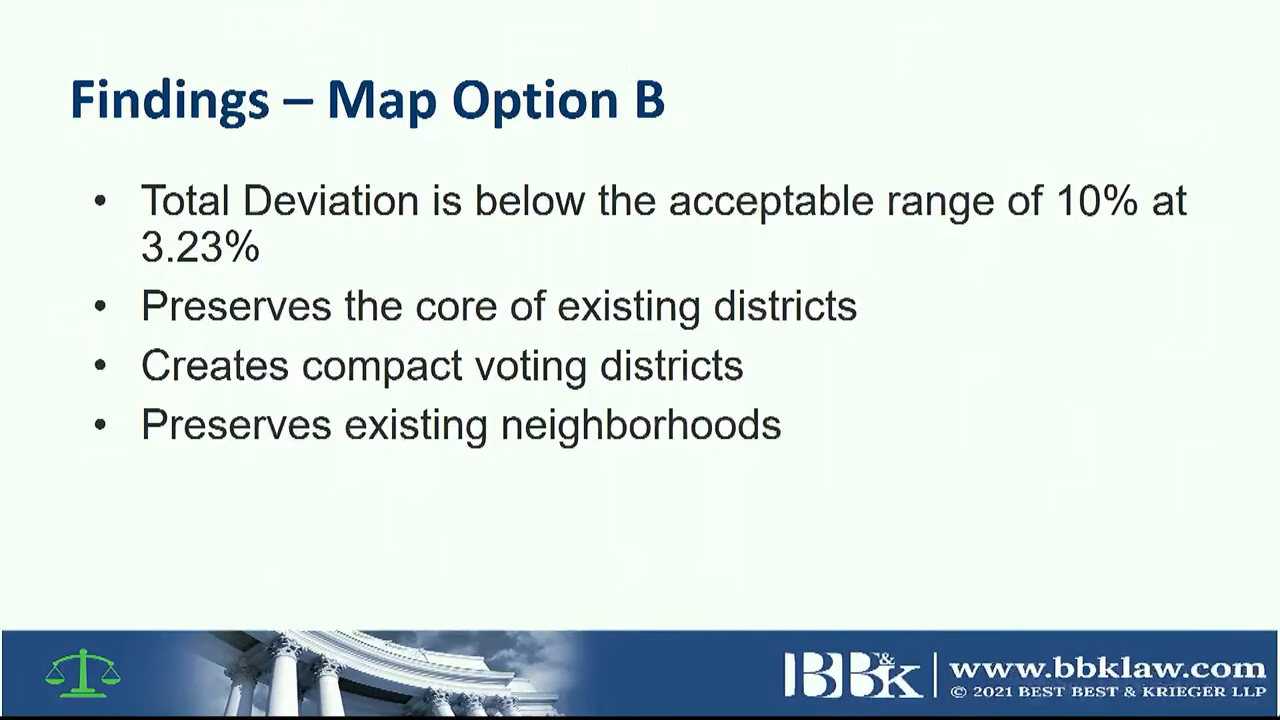 Findings – Map Option B
• Total Deviation is below the acceptable range of 10% at
3.23%
• Preserves the core of existing districts
• Creates compact voting districts
• Preserves existing neighborhoods
BB&K
www.bbklaw.com
© 2021 BEST BEST & KRIEGER LLP